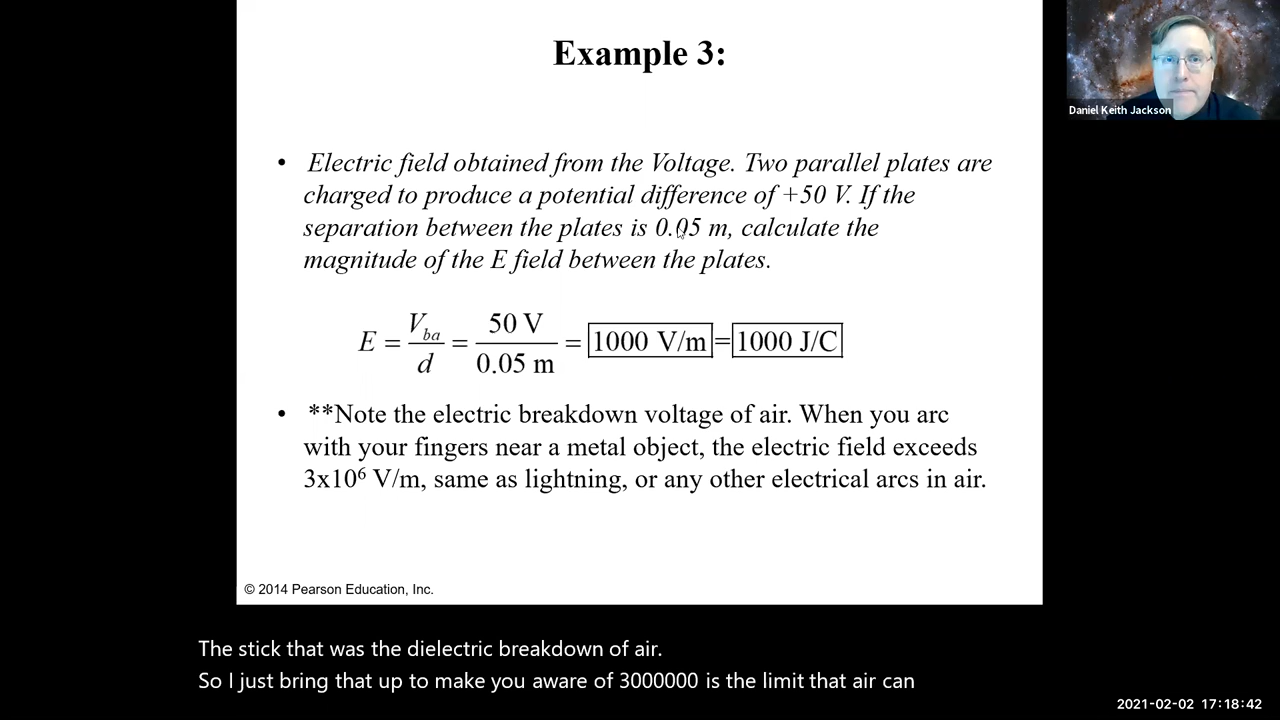 Example 3:
Daniel Keith Jackson
• Electric field obtained from the Voltage. Two parallel plates are
charged to produce a potential difference of +50 V. If the
separation between the plates is 0.05 m, calculate the
magnitude of the E field between the plates.
E = V_ba / d = 50 V / 0.05 m = 1000 V/m = 1000 J/C
• **Note the electric breakdown voltage of air. When you arc
with your fingers near a metal object, the electric field exceeds
3x10⁶ V/m, same as lightning, or any other electrical arcs in air.
© 2014 Pearson Education, Inc.
The stick that was the dielectric breakdown of air.
So I just bring that up to make you aware of 3000000 is the limit that air can
2021-02-02 17:18:42